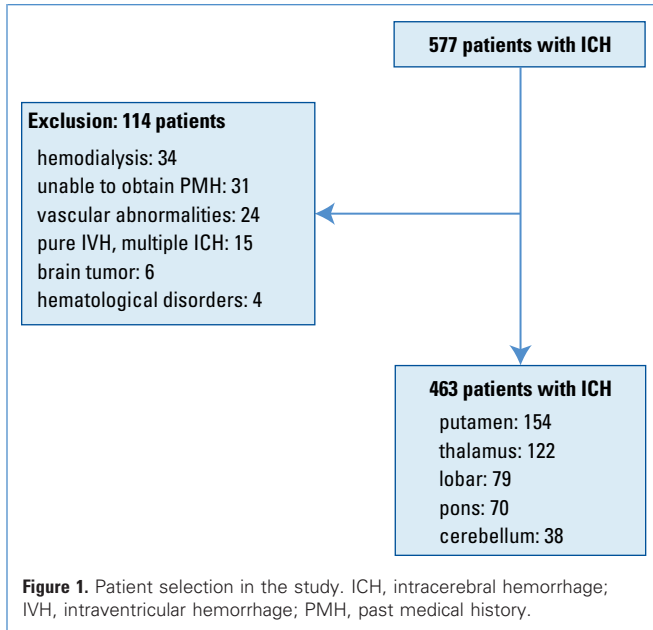 577 patients with ICH
Exclusion: 114 patients
hemodialysis: 34
unable to obtain PMH: 31
vascular abnormalities: 24
pure IVH, multiple ICH: 15
brain tumor: 6
hematological disorders: 4
463 patients with ICH
putamen: 154
thalamus: 122
lobar: 79
pons: 70
cerebellum: 38
Figure 1. Patient selection in the study. ICH, intracerebral hemorrhage;
IVH, intraventricular hemorrhage; PMH, past medical history.